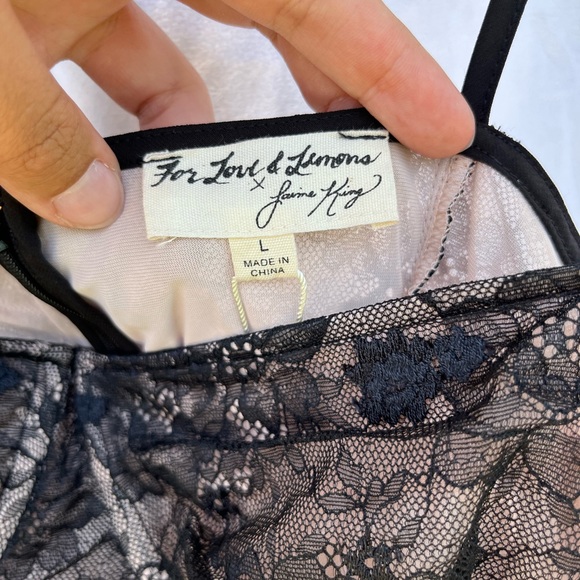 For Love & Lemons
x
Jaime King
L
MADE IN
CHINA